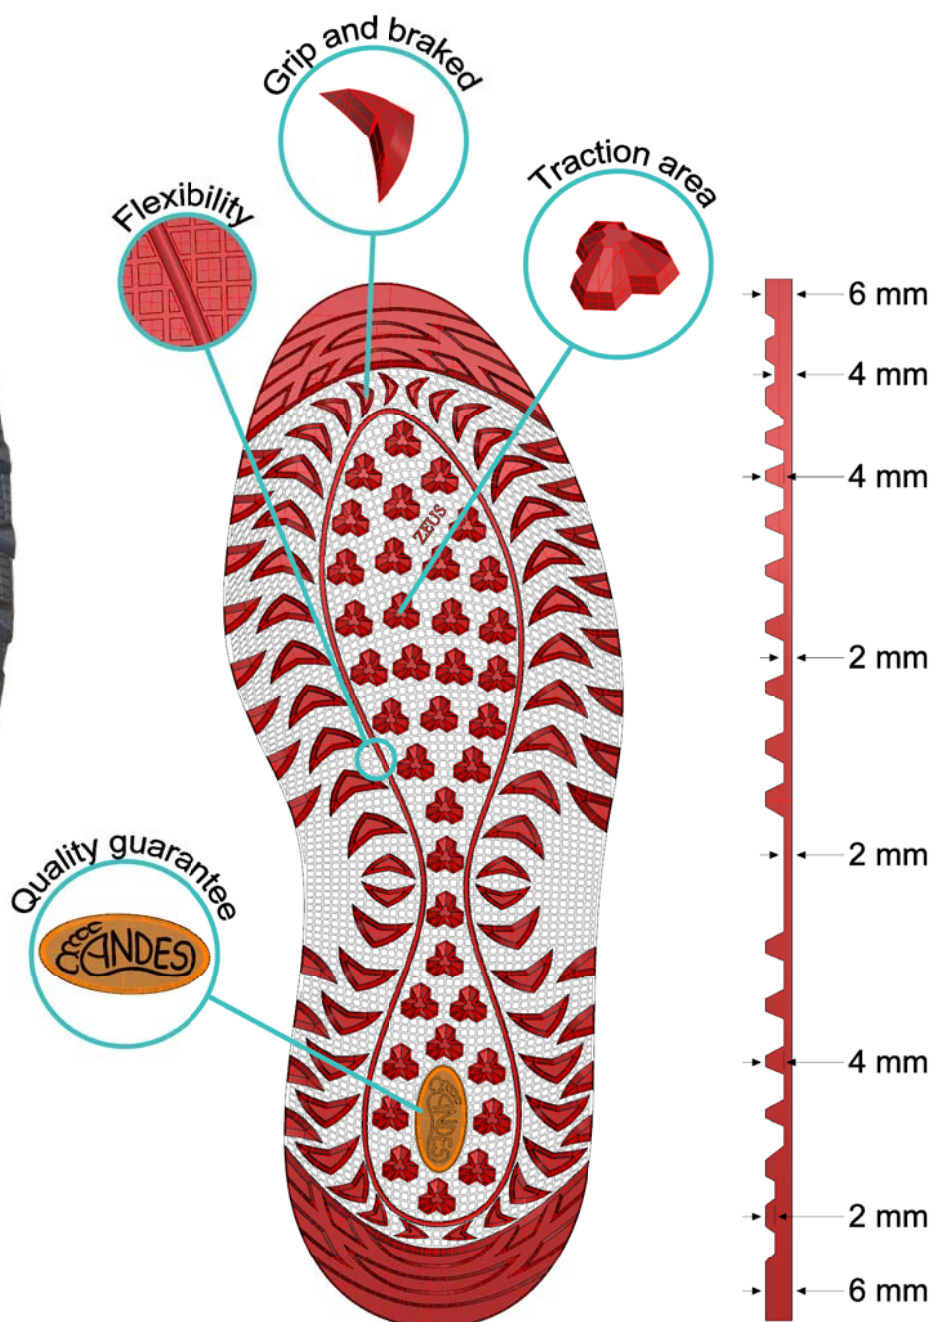 Grip and braked
Traction area
Flexibility
6 mm
4 mm
4 mm
ZEUS
2 mm
2 mm
Quality guarantee
ANDES
4 mm
ANDES
2 mm
6 mm